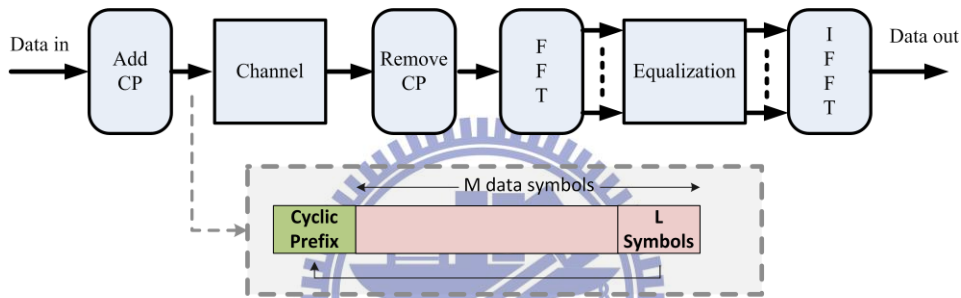 Data in
Add
CP
Channel
Remove
CP
F
F
T
Equalization
I
F
F
T
Data out
M data symbols
Cyclic
Prefix
L
Symbols